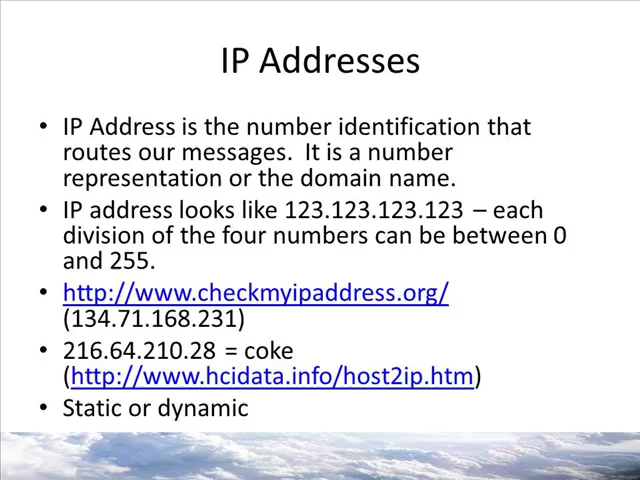 IP Addresses
• IP Address is the number identification that
routes our messages.  It is a number
representation or the domain name.
• IP address looks like 123.123.123.123 – each
division of the four numbers can be between 0
and 255.
• http://www.checkmyipaddress.org/
(134.71.168.231)
• 216.64.210.28 = coke
(http://www.hcidata.info/host2ip.htm)
• Static or dynamic